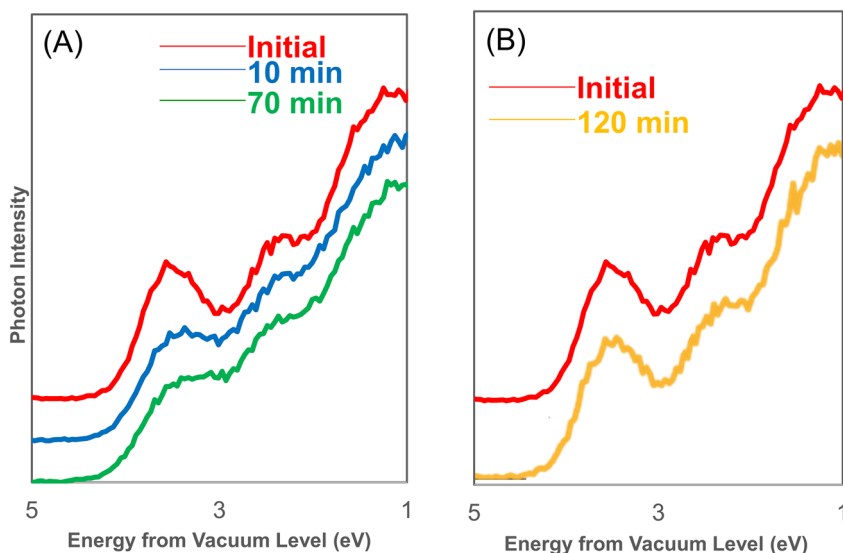 (A)
Initial
10 min
70 min
Photon Intensity
5
3
1
Energy from Vacuum Level (eV)
(B)
Initial
120 min
5
3
1
Energy from Vacuum Level (eV)